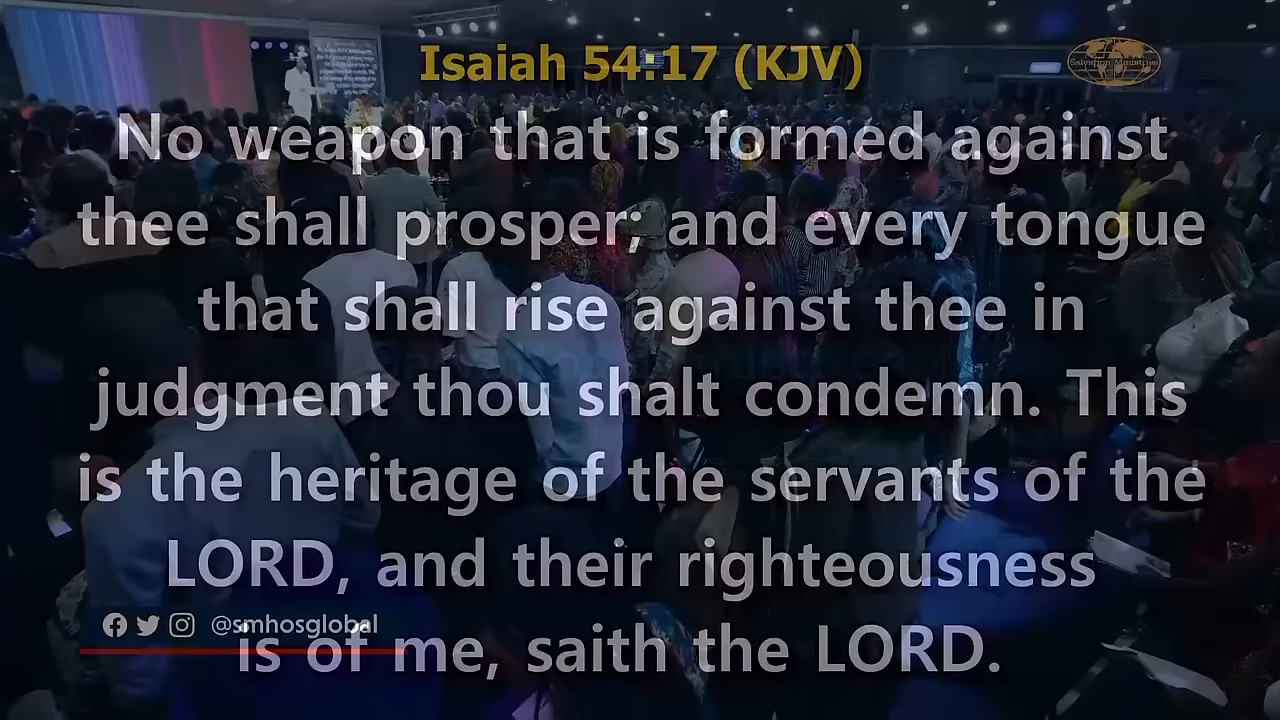 Isaiah 54:17 (KJV)
Salvation Ministries
No weapon that is formed against
thee shall prosper; and every tongue
that shall rise against thee in
judgment thou shalt condemn. This
is the heritage of the servants of the
LORD, and their righteousness
@smhosglobal
is of me, saith the LORD.